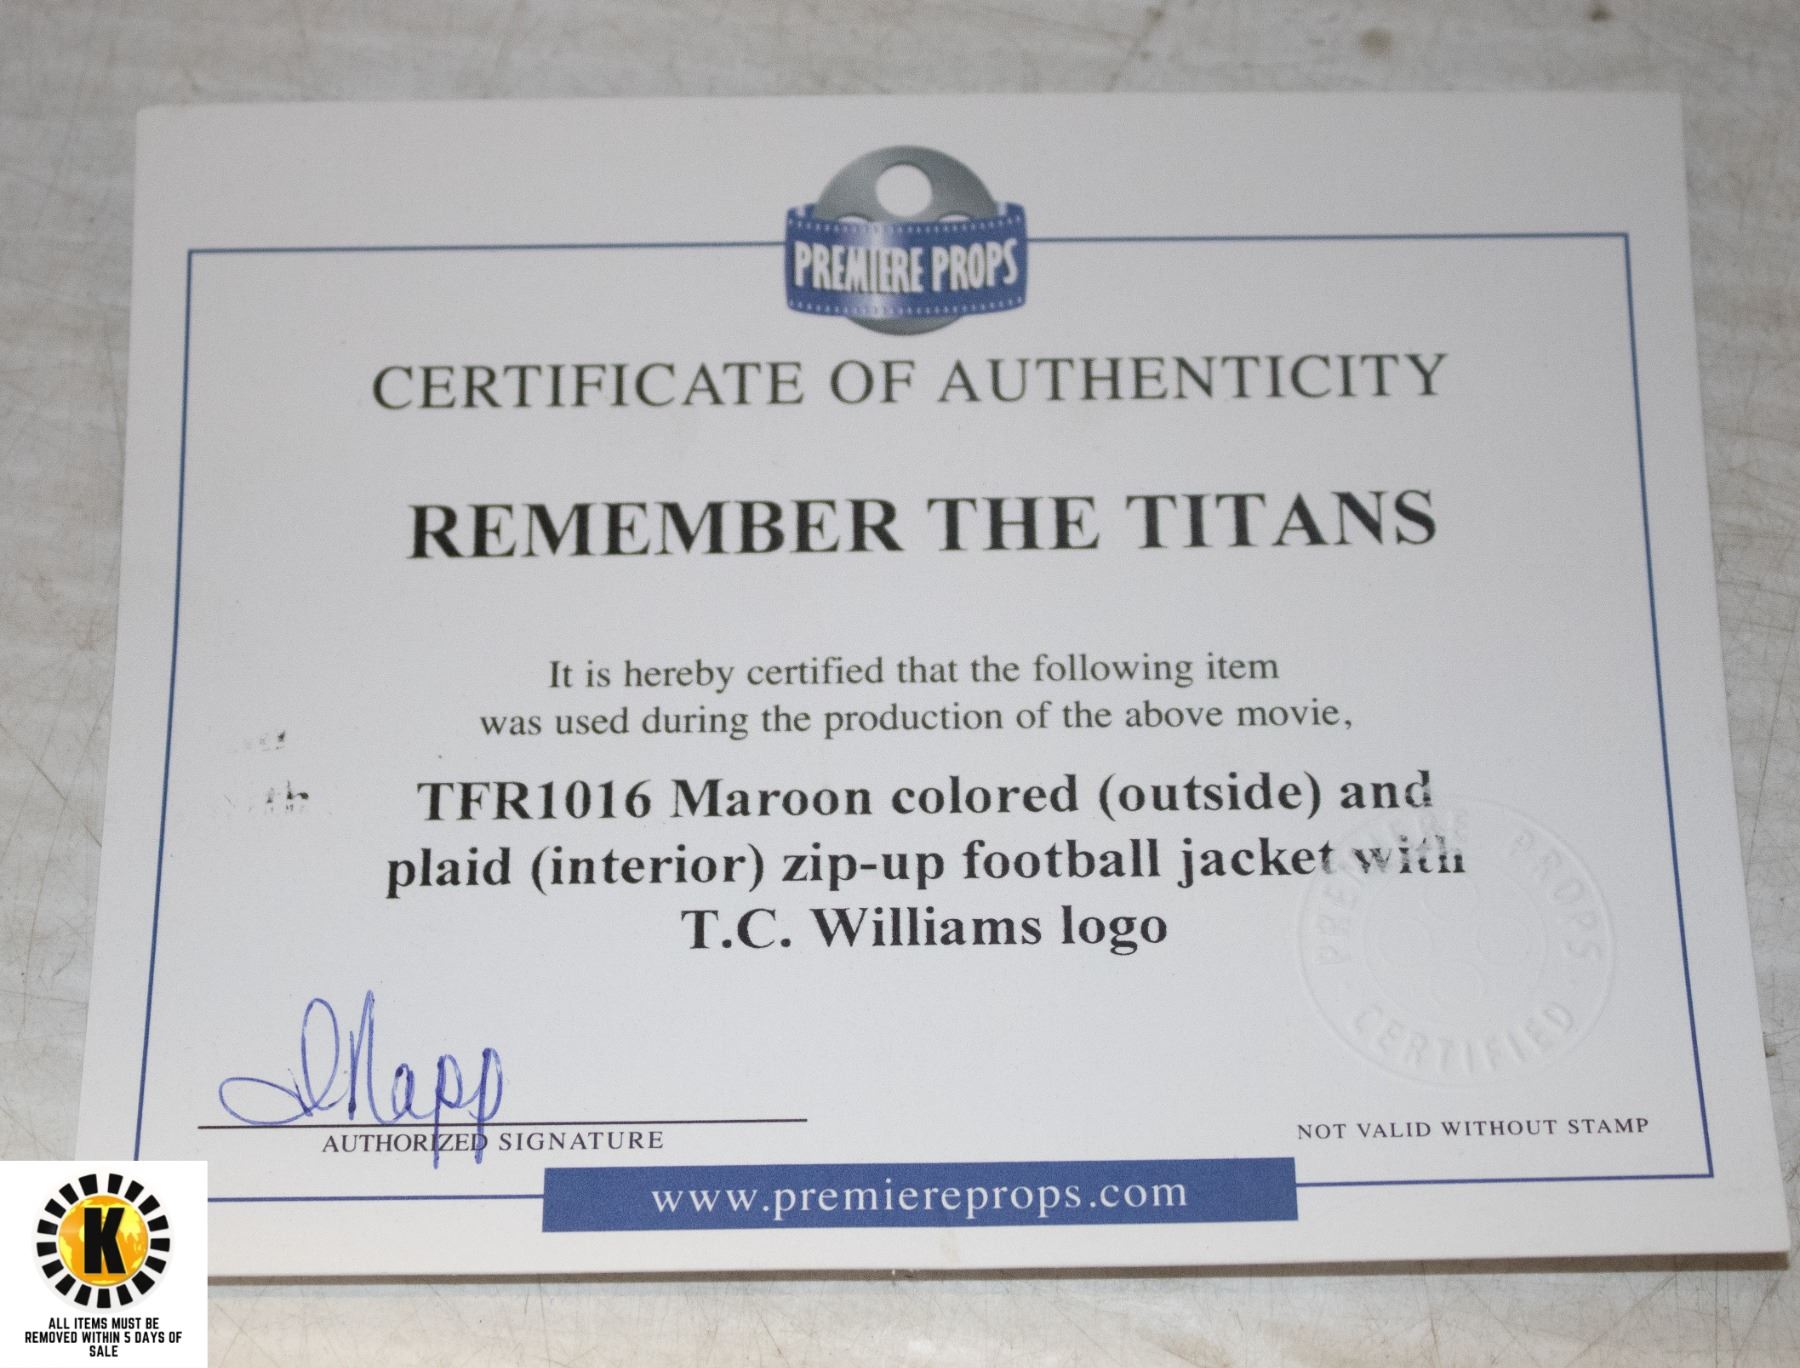 PREMIERE PROPS
CERTIFICATE OF AUTHENTICITY
REMEMBER THE TITANS
It is hereby certified that the following item
was used during the production of the above movie,
TFR1016 Maroon colored (outside) and
plaid (interior) zip-up football jacket with
T.C. Williams logo
PREMIERE PROPS
· CERTIFIED ·
AUTHORIZED SIGNATURE
NOT VALID WITHOUT STAMP
www.premiereprops.com
K
ALL ITEMS MUST BE
REMOVED WITHIN 5 DAYS OF
SALE